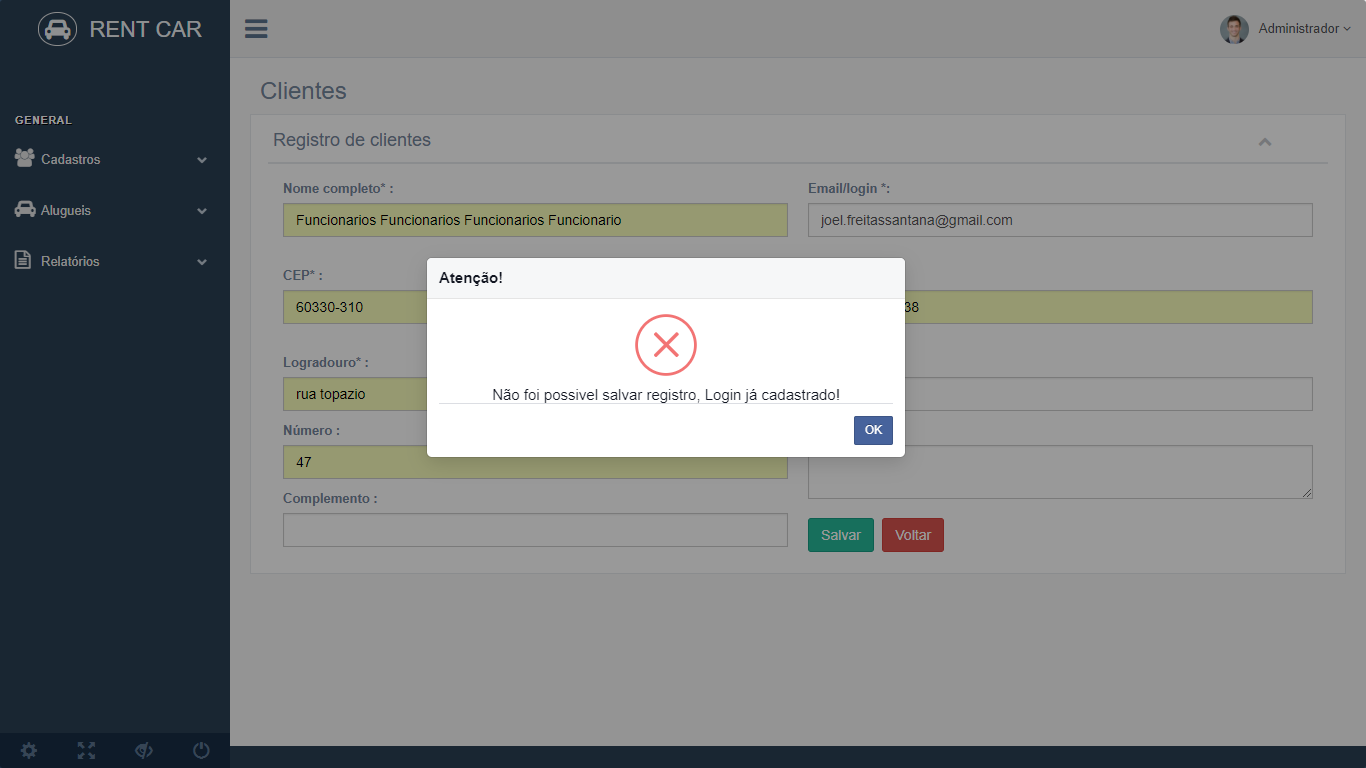 RENT CAR
Administrador
Clientes
GENERAL
Registro de clientes
Cadastros
Nome completo* :
Email/login *:
Alugueis
Funcionarios Funcionarios Funcionarios Funcionario
joel.freitassantana@gmail.com
Relatórios
CEP* :
60330-310
38
Atenção!
Não foi possivel salvar registro, Login já cadastrado!
OK
Logradouro* :
rua topazio
Número :
47
Complemento :
Salvar
Voltar